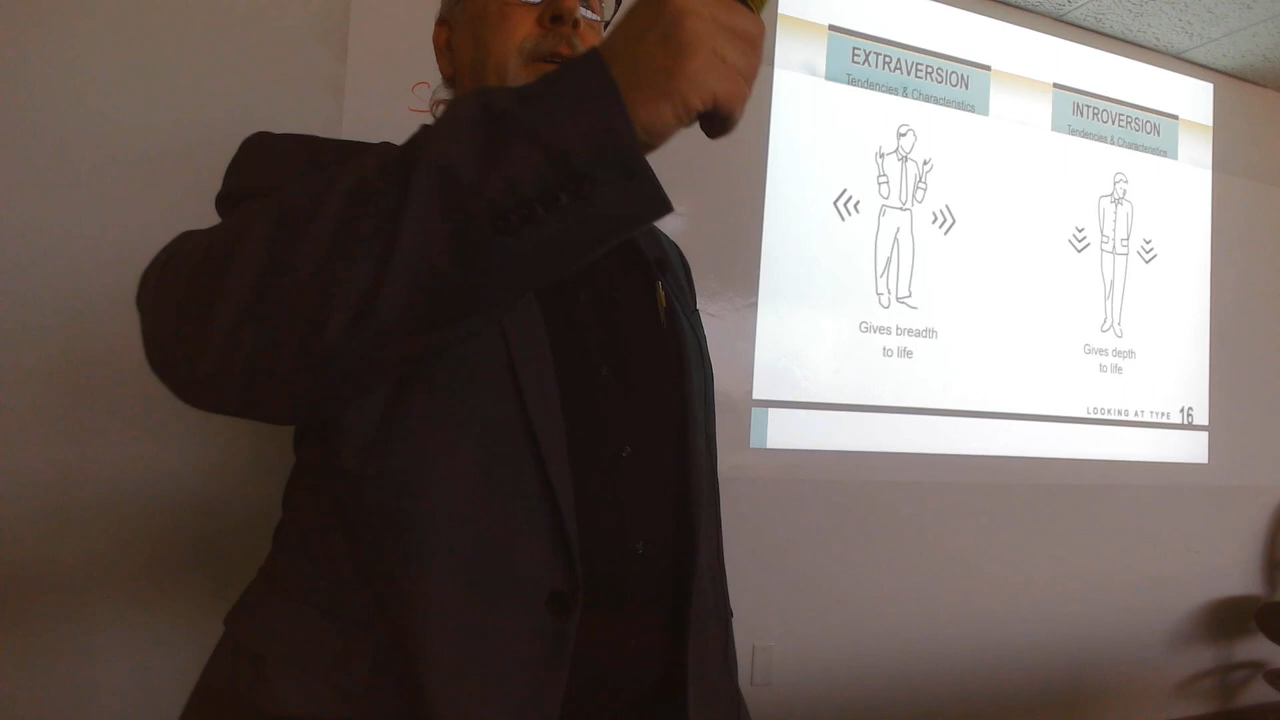 EXTRAVERSION
Tendencies & Characteristics
INTROVERSION
Tendencies & Characteristics
Gives breadth
to life
Gives depth
to life
LOOKING AT TYPE 16